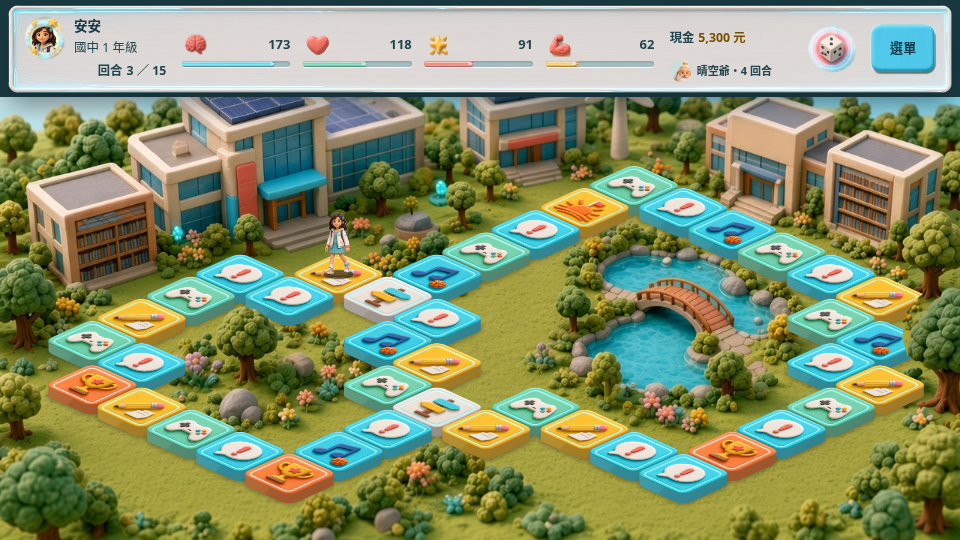 安安
國中 1 年級
回合 3 ／ 15
173
118
91
62
現金 5,300 元
晴空爺・4 回合
選單